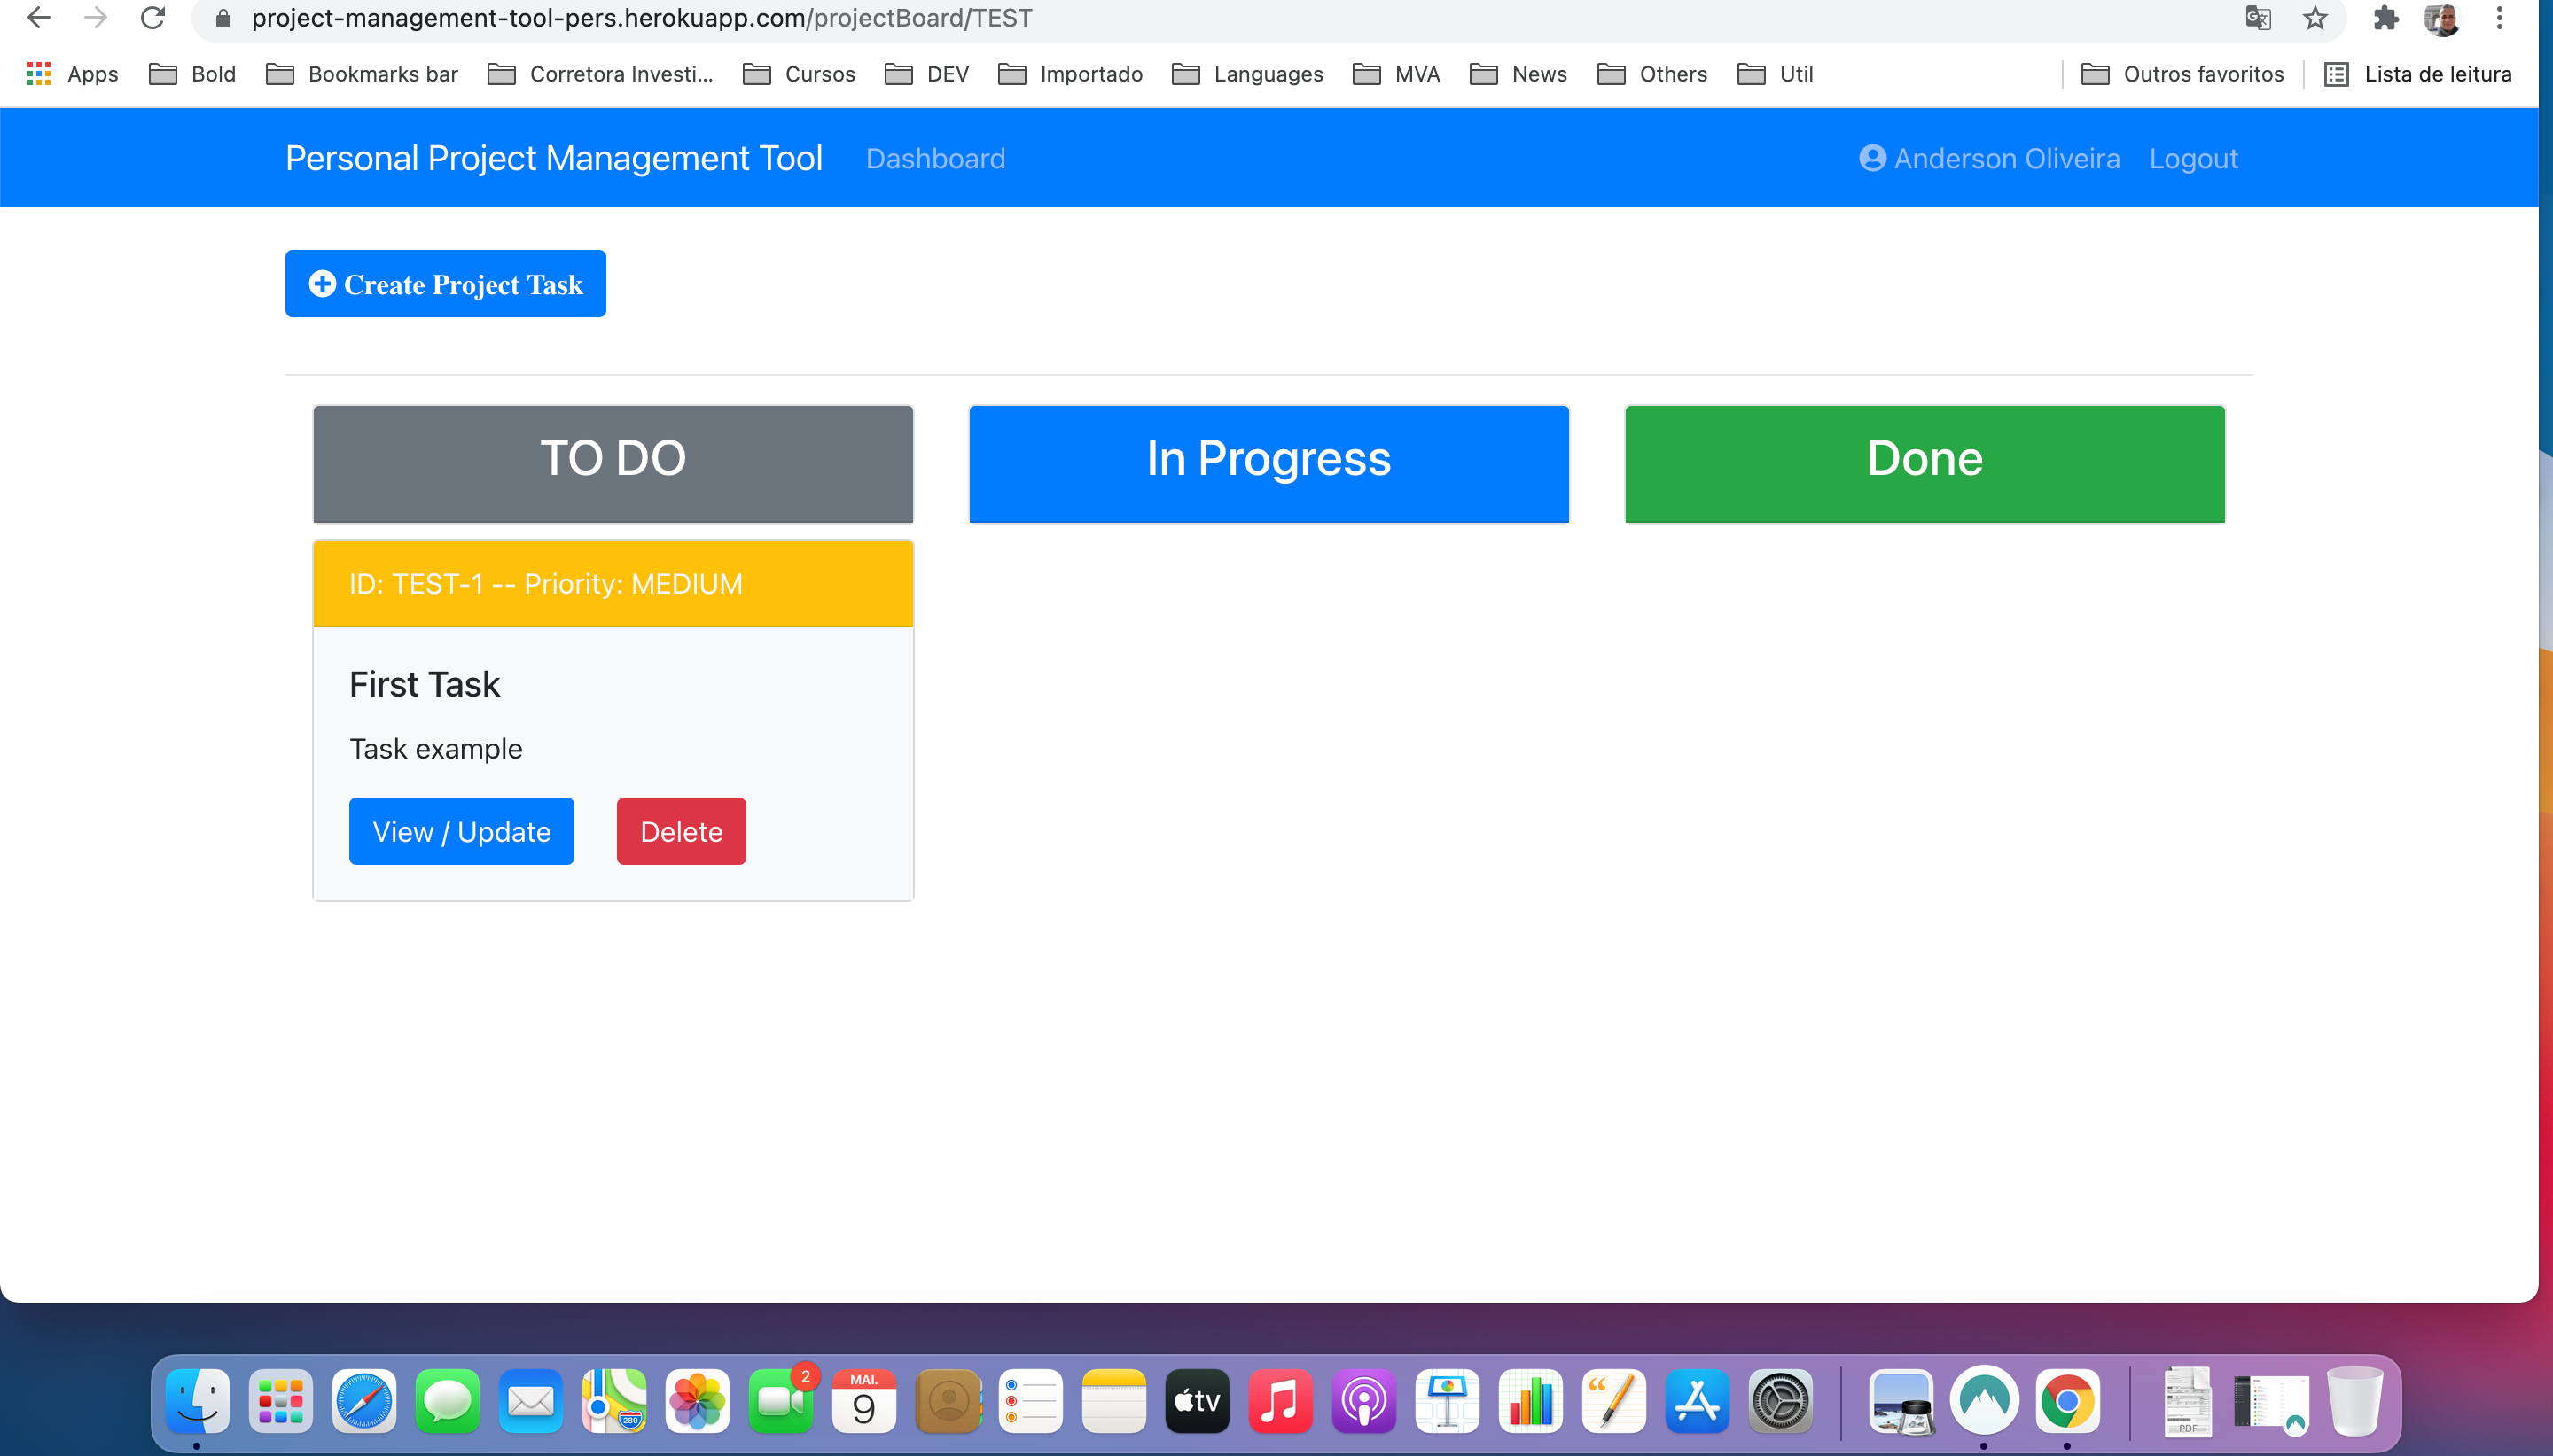 project-management-tool-pers.herokuapp.com/projectBoard/TEST
Apps Bold Bookmarks bar Corretora Investi... Cursos DEV Importado Languages MVA News Others Util Outros favoritos Lista de leitura
Personal Project Management Tool Dashboard Anderson Oliveira Logout
Create Project Task
TO DO In Progress Done
ID: TEST-1 -- Priority: MEDIUM
First Task
Task example
View / Update Delete
2
MAI.
9
280
tv
PDF